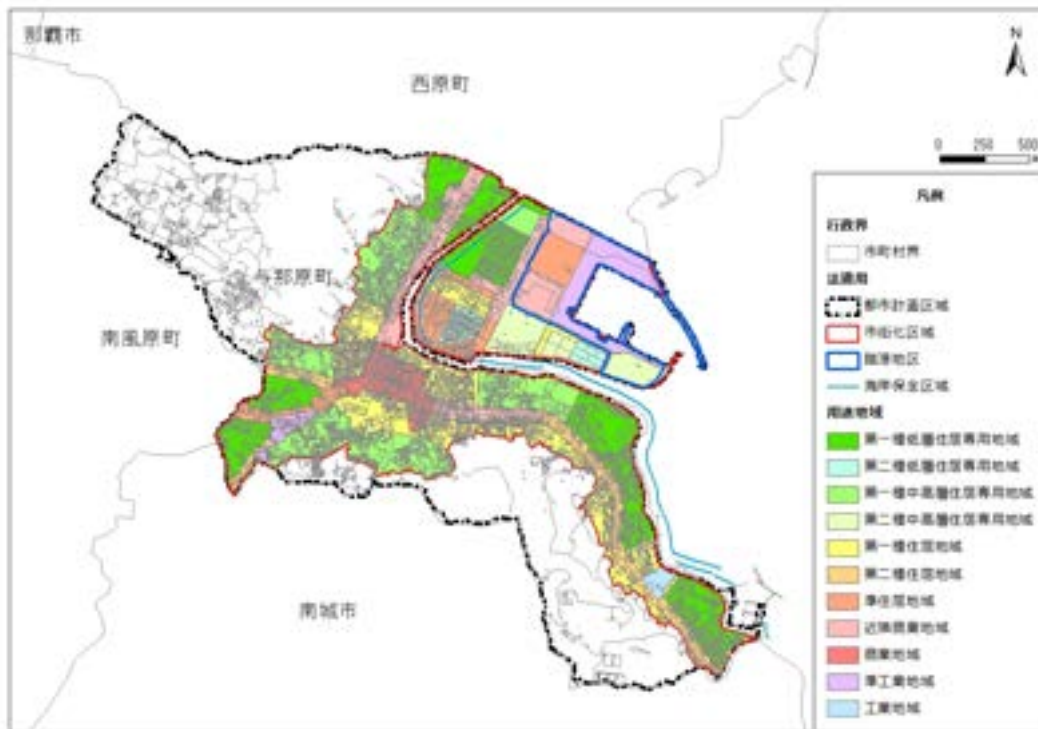 那覇市
西原町
N
0 250 500
与那原町
南風原町
南城市
凡例
行政界
市町村界
法適用
都市計画区域
市街化区域
臨港地区
海岸保全区域
用途地域
第一種低層住居専用地域
第二種低層住居専用地域
第一種中高層住居専用地域
第二種中高層住居専用地域
第一種住居地域
第二種住居地域
準住居地域
近隣商業地域
商業地域
準工業地域
工業地域